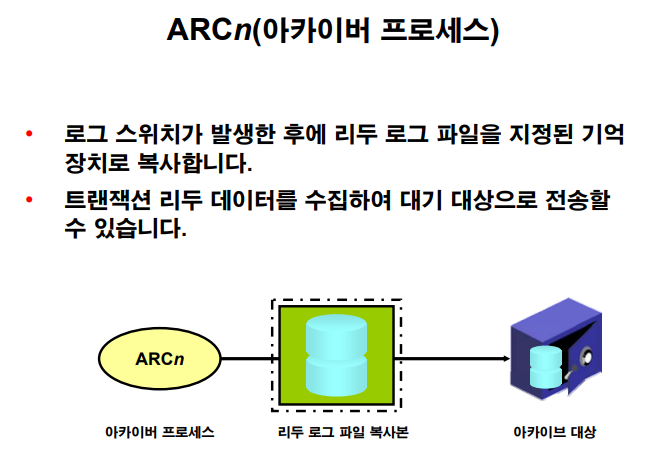 ARCn(아카이버 프로세스)
• 로그 스위치가 발생한 후에 리두 로그 파일을 지정된 기억
장치로 복사합니다.
• 트랜잭션 리두 데이터를 수집하여 대기 대상으로 전송할
수 있습니다.
ARCn
아카이버 프로세스
리두 로그 파일 복사본
아카이브 대상